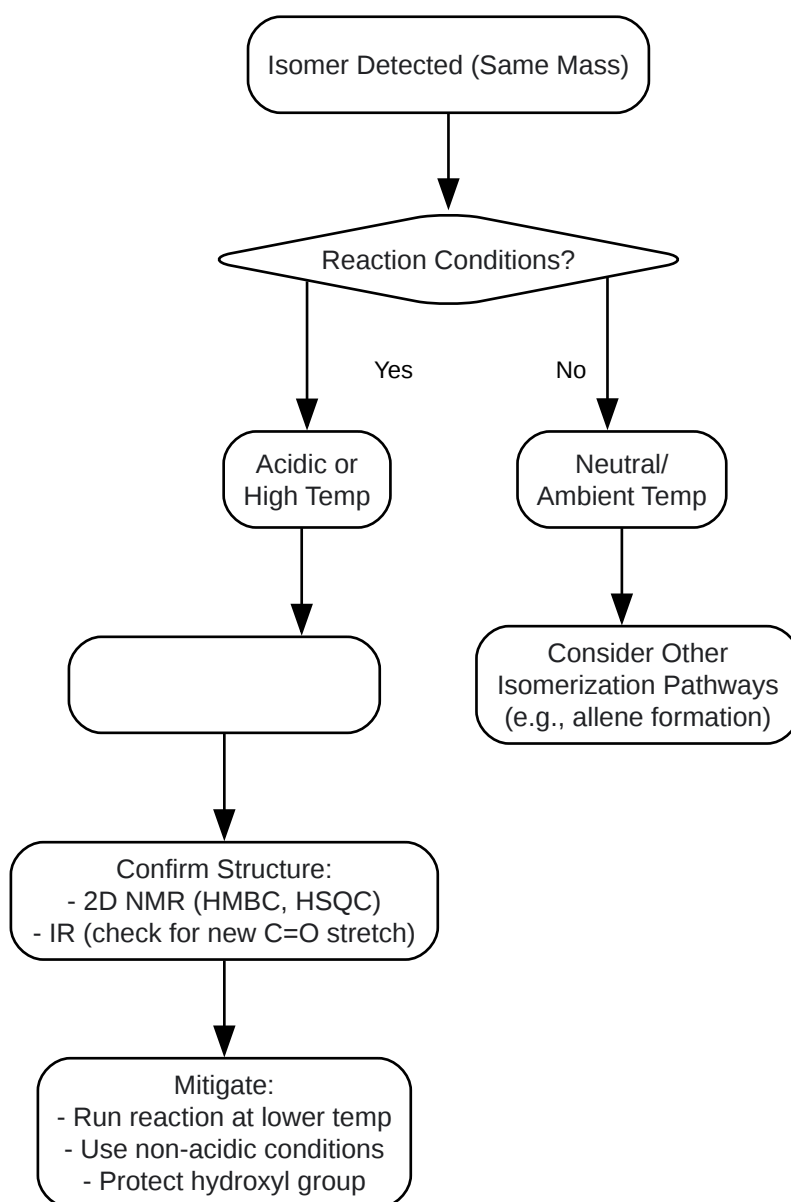 Isomer Detected (Same Mass)
Reaction Conditions?
Yes
No
Acidic or
High Temp
Neutral/
Ambient Temp
Consider Other
Isomerization Pathways
(e.g., allene formation)
Confirm Structure:
- 2D NMR (HMBC, HSQC)
- IR (check for new C=O stretch)
Mitigate:
- Run reaction at lower temp
- Use non-acidic conditions
- Protect hydroxyl group